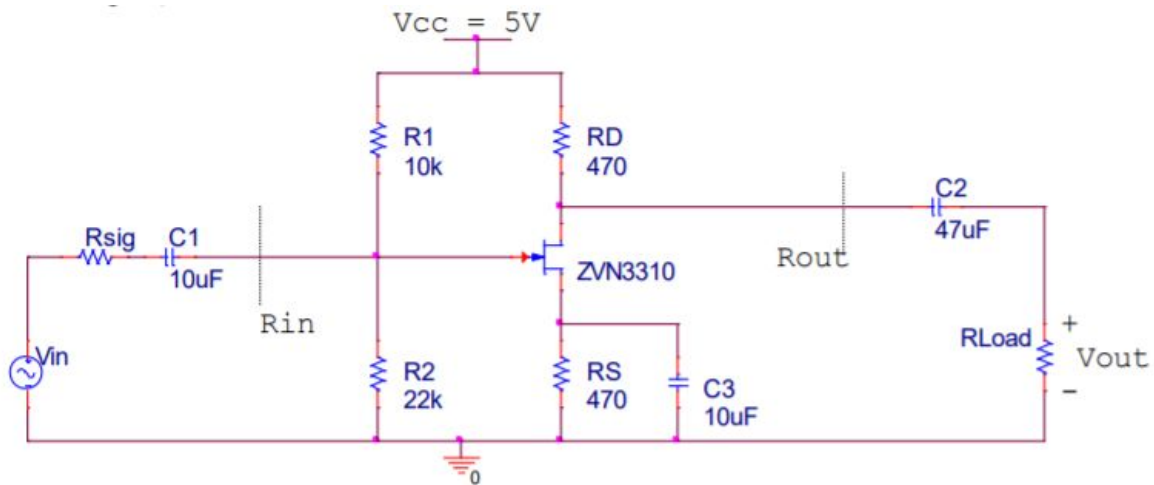 Vcc = 5V
R1
10k
RD
470
C2
47uF
Rsig
C1
10uF
Rin
ZVN3310
Rout
Vin
R2
22k
RS
470
C3
10uF
RLoad
+
Vout
-
0